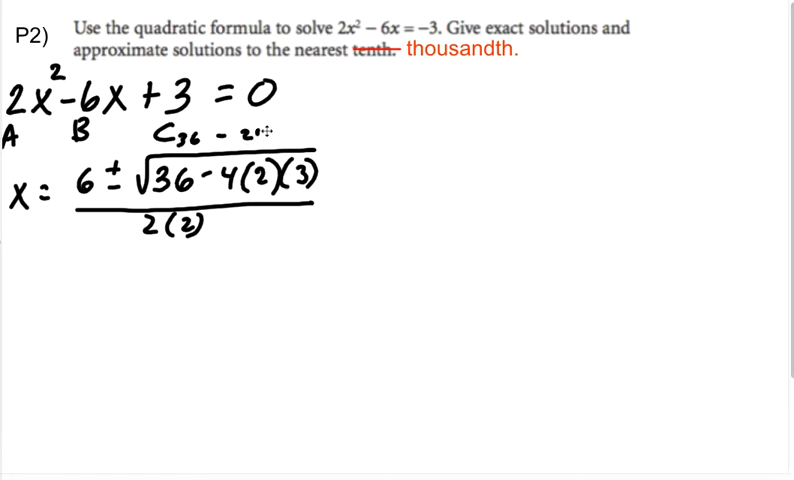 P2) Use the quadratic formula to solve 2x² – 6x = –3. Give exact solutions and
approximate solutions to the nearest tenth. thousandth.
2x² - 6x + 3 = 0
A B C 36 - 24
x = 6 ± √36 - 4(2)(3)
2(2)